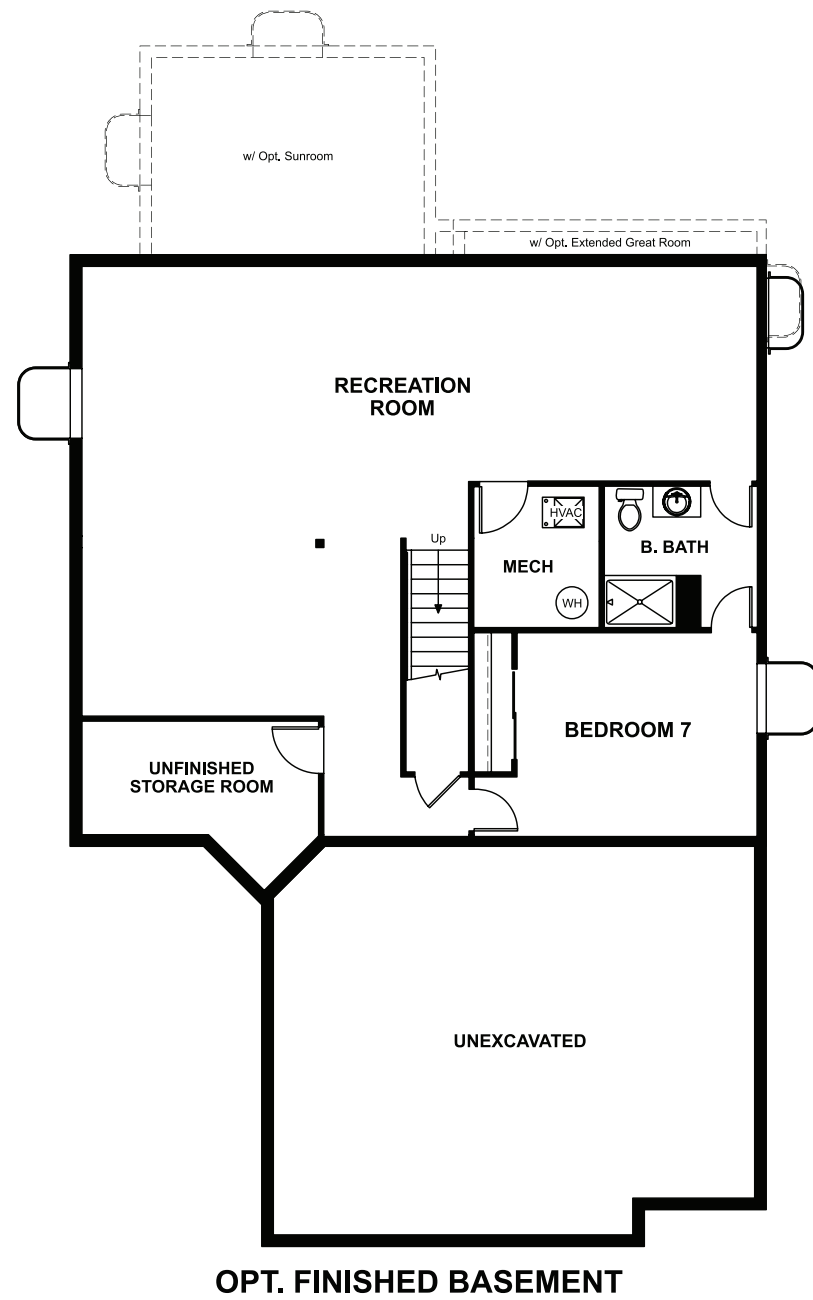 w/ Opt. Sunroom
w/ Opt. Extended Great Room
RECREATION
ROOM
HVAC
Up
B. BATH
MECH
WH
BEDROOM 7
UNFINISHED
STORAGE ROOM
UNEXCAVATED
OPT. FINISHED BASEMENT